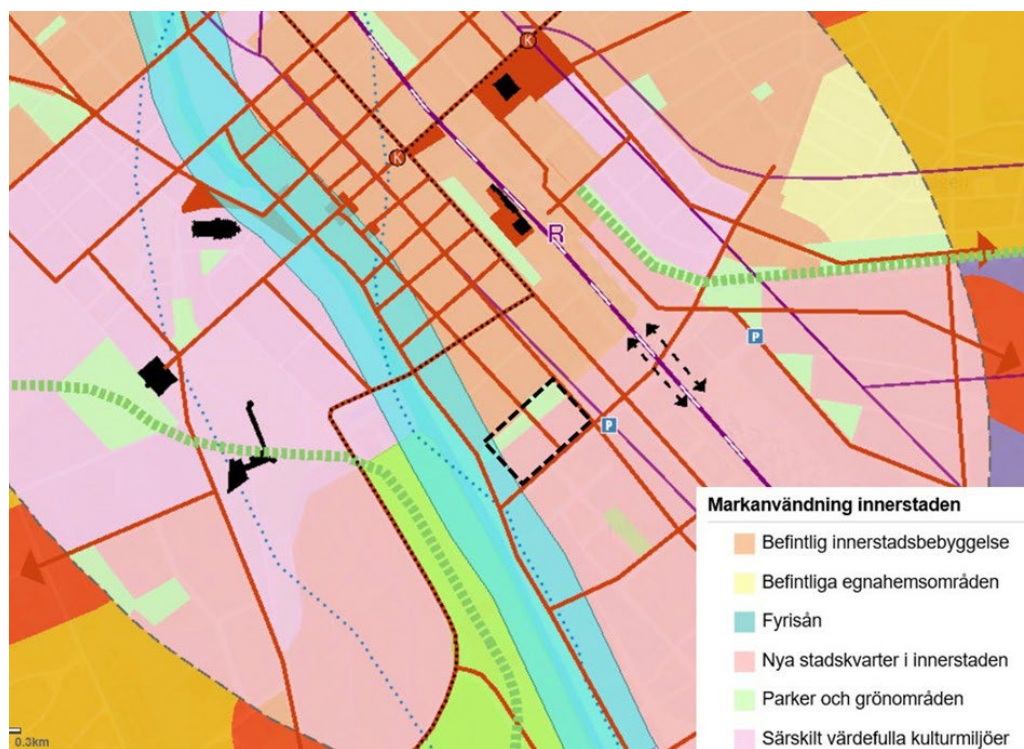 K
K
R
P
P
Markanvändning innerstaden
Befintlig innerstadsbebyggelse
Befintliga egnahemsområden
Fyrisån
Nya stadskvarter i innerstaden
Parker och grönområden
Särskilt värdefulla kulturmiljöer
0.3km